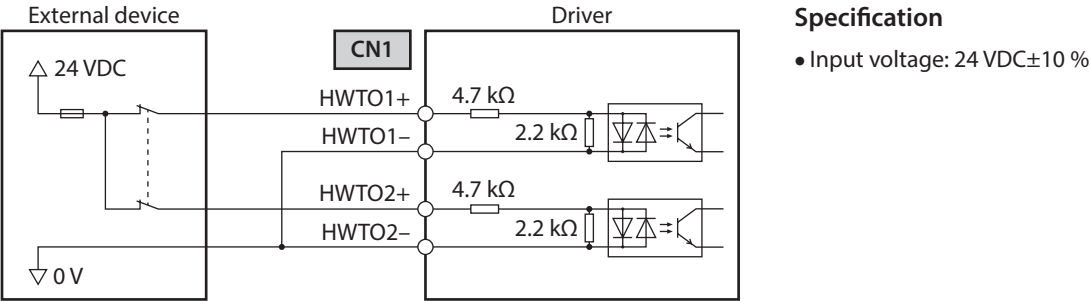 External device
Driver
Specification
CN1
• Input voltage: 24 VDC±10 %
24 VDC
HWTO1+
4.7 kΩ
HWTO1−
2.2 kΩ
HWTO2+
4.7 kΩ
HWTO2−
2.2 kΩ
0 V